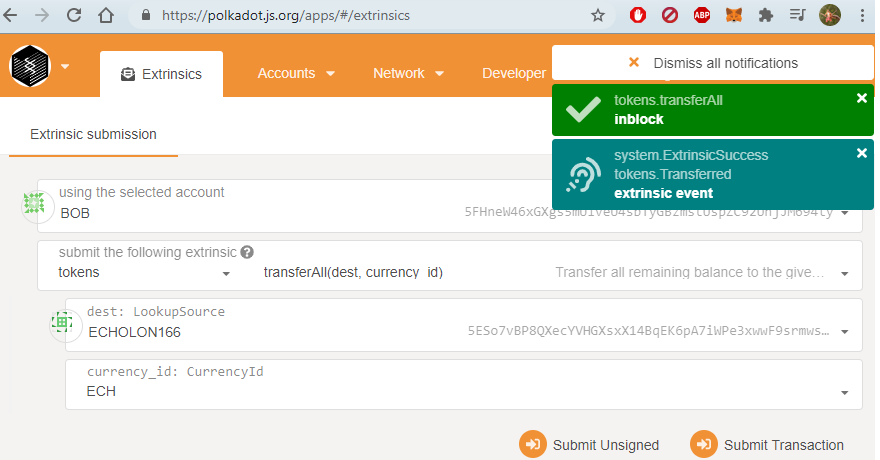 https://polkadot.js.org/apps/#/extrinsics
ABP
Extrinsics
Accounts
Network
Developer
Dismiss all notifications
tokens.transferAll
inblock
Extrinsic submission
system.ExtrinsicSuccess
tokens.Transferred
extrinsic event
using the selected account
BOB
submit the following extrinsic
tokens
transferAll(dest, currency_id)
Transfer all remaining balance to the give…
dest: LookupSource
ECHOLON166
5ESo7vBP8QXecYVHGXsxX14BqEK6pA7iWPe3xwwF9srmws…
currency_id: CurrencyId
ECH
Submit Unsigned
Submit Transaction